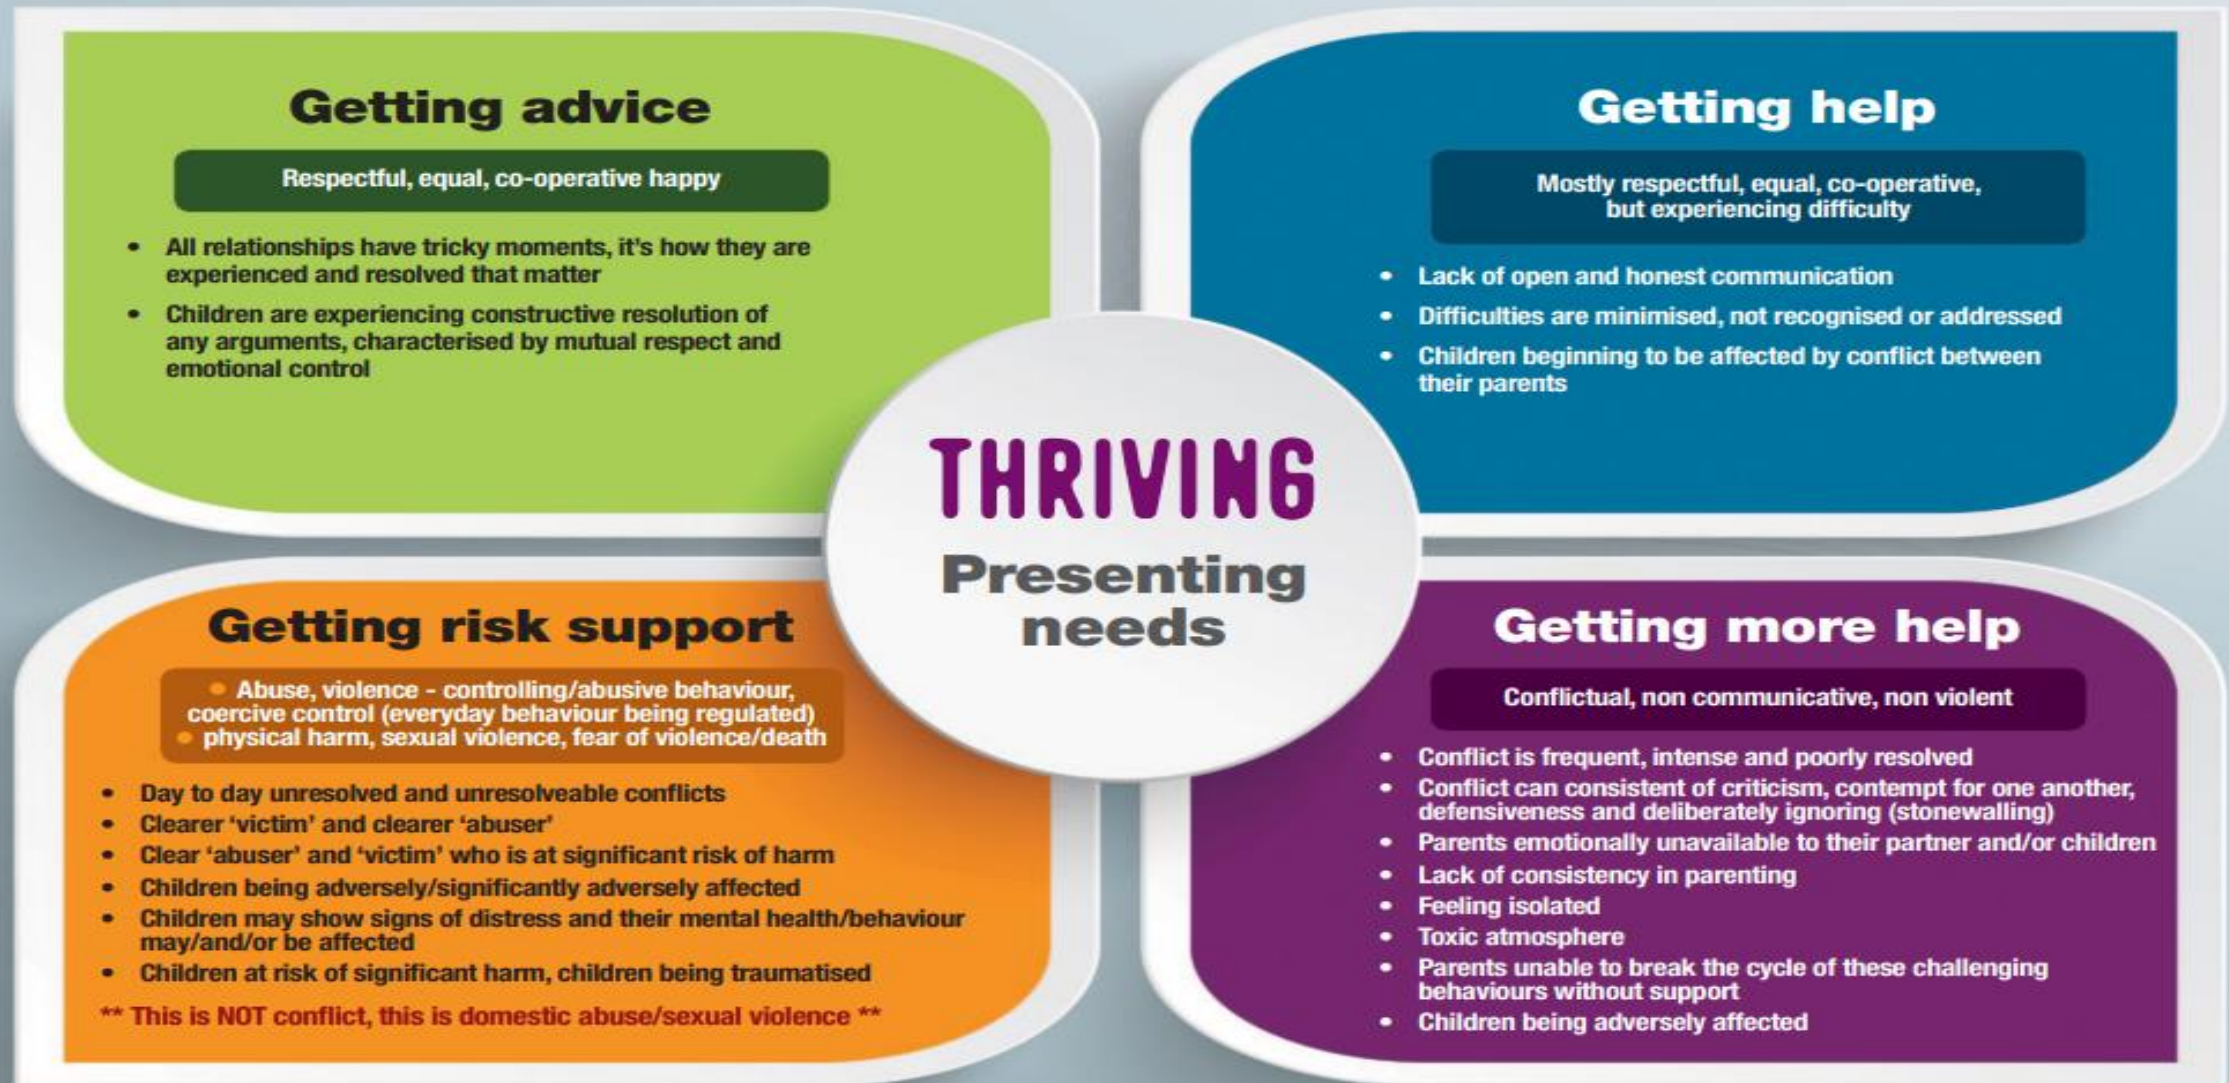 Getting advice
Respectful, equal, co-operative happy
• All relationships have tricky moments, it's how they are
experienced and resolved that matter
• Children are experiencing constructive resolution of
any arguments, characterised by mutual respect and
emotional control
Getting help
Mostly respectful, equal, co-operative,
but experiencing difficulty
• Lack of open and honest communication
• Difficulties are minimised, not recognised or addressed
• Children beginning to be affected by conflict between
their parents
THRIVING
Presenting
needs
Getting risk support
• Abuse, violence - controlling/abusive behaviour,
coercive control (everyday behaviour being regulated)
• physical harm, sexual violence, fear of violence/death
• Day to day unresolved and unresolveable conflicts
• Clearer 'victim' and clearer 'abuser'
• Clear 'abuser' and 'victim' who is at significant risk of harm
• Children being adversely/significantly adversely affected
• Children may show signs of distress and their mental health/behaviour
may/and/or be affected
• Children at risk of significant harm, children being traumatised
** This is NOT conflict, this is domestic abuse/sexual violence **
Getting more help
Conflictual, non communicative, non violent
• Conflict is frequent, intense and poorly resolved
• Conflict can consistent of criticism, contempt for one another,
defensiveness and deliberately ignoring (stonewalling)
• Parents emotionally unavailable to their partner and/or children
• Lack of consistency in parenting
• Feeling isolated
• Toxic atmosphere
• Parents unable to break the cycle of these challenging
behaviours without support
• Children being adversely affected